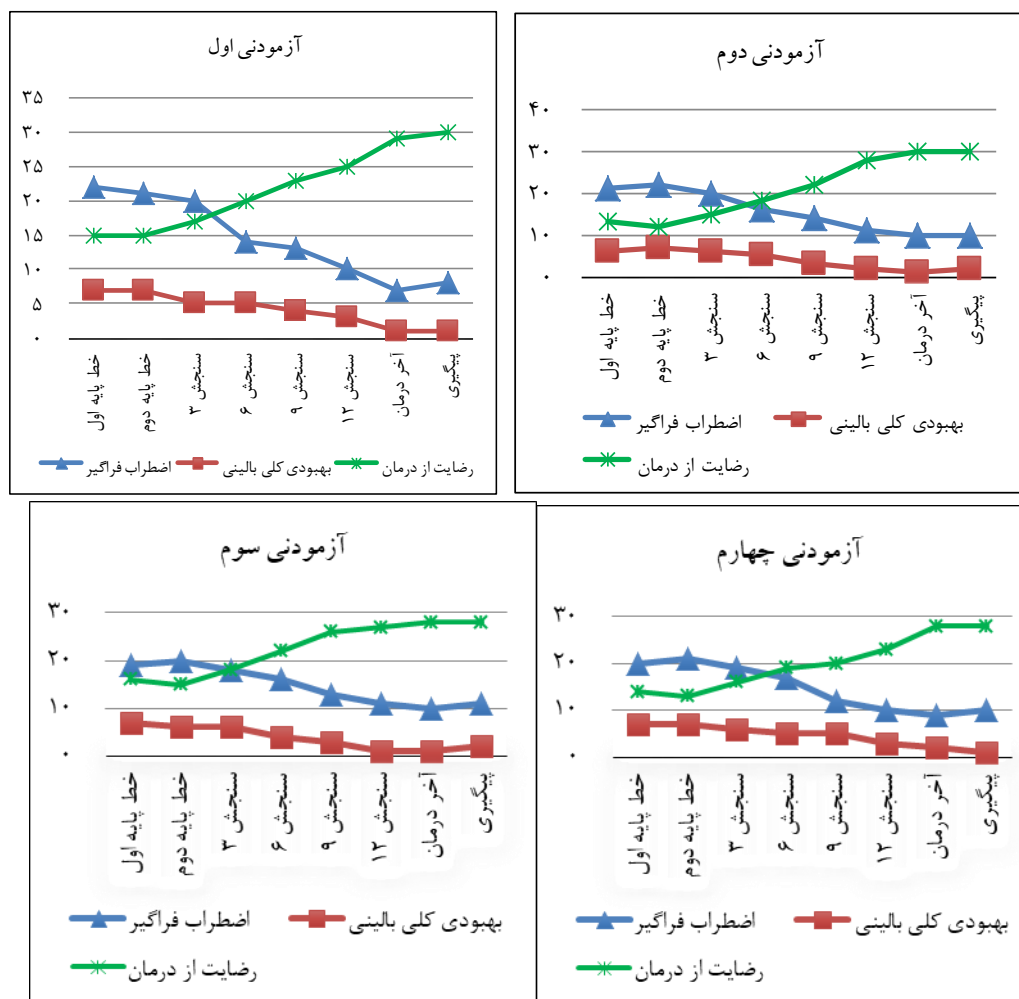 آزمودنی اول
۳۵
۳۰
۲۵
۲۰
۱۵
۱۰
۵
۰
خط پایه اول
خط پایه دوم
سنجش ۳
سنجش ۶
سنجش ۹
سنجش ۱۲
آخر درمان
پیگیری
اضطراب فراگیر
بهبودی کلی بالینی
رضایت از درمان
آزمودنی دوم
۴۰
۳۰
۲۰
۱۰
۰
خط پایه اول
خط پایه دوم
سنجش ۳
سنجش ۶
سنجش ۹
سنجش ۱۲
آخر درمان
پیگیری
اضطراب فراگیر
بهبودی کلی بالینی
رضایت از درمان
آزمودنی سوم
۳۰
۲۰
۱۰
۰
خط پایه اول
خط پایه دوم
سنجش ۳
سنجش ۶
سنجش ۹
سنجش ۱۲
آخر درمان
پیگیری
اضطراب فراگیر
بهبودی کلی بالینی
رضایت از درمان
آزمودنی چهارم
۳۰
۲۰
۱۰
۰
خط پایه اول
خط پایه دوم
سنجش ۳
سنجش ۶
سنجش ۹
سنجش ۱۲
آخر درمان
پیگیری
اضطراب فراگیر
بهبودی کلی بالینی
رضایت از درمان